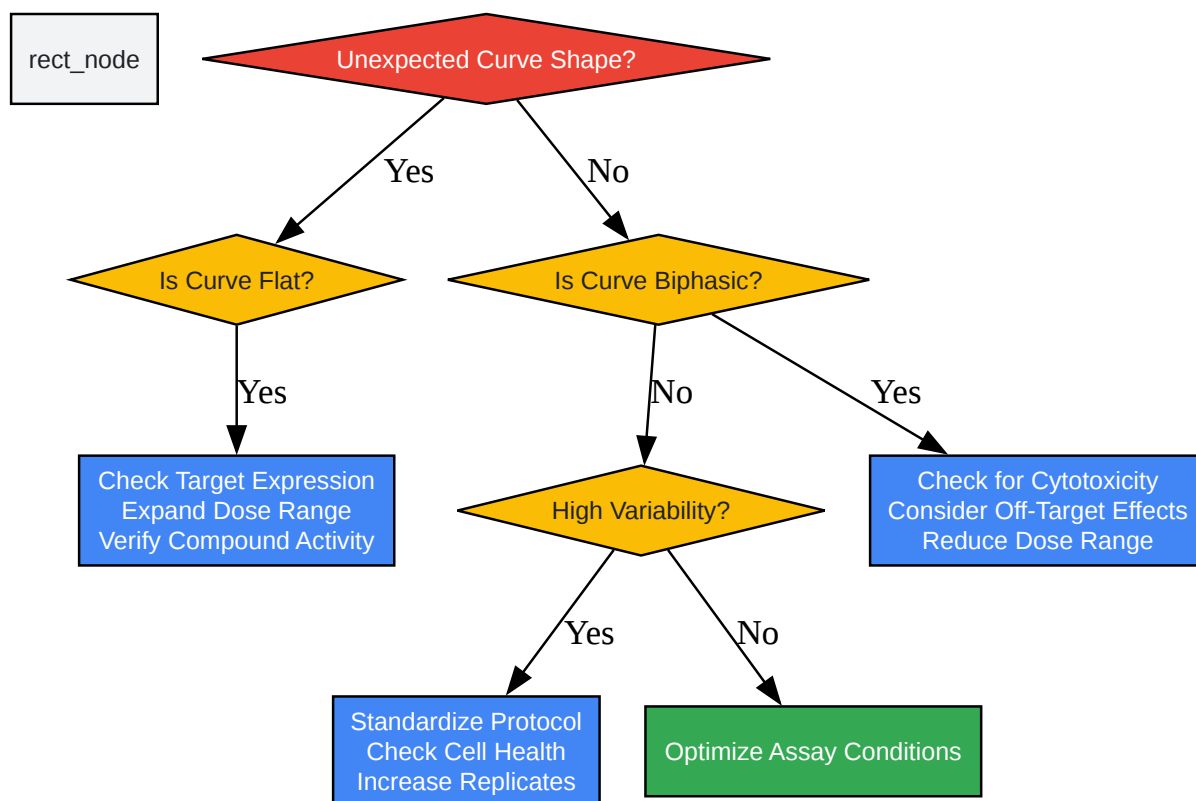 rect_node
Unexpected Curve Shape?
Yes
No
Is Curve Flat?
Is Curve Biphasic?
Yes
No
Yes
Check Target Expression
Expand Dose Range
Verify Compound Activity
High Variability?
Check for Cytotoxicity
Consider Off-Target Effects
Reduce Dose Range
Yes
No
Standardize Protocol
Check Cell Health
Increase Replicates
Optimize Assay Conditions